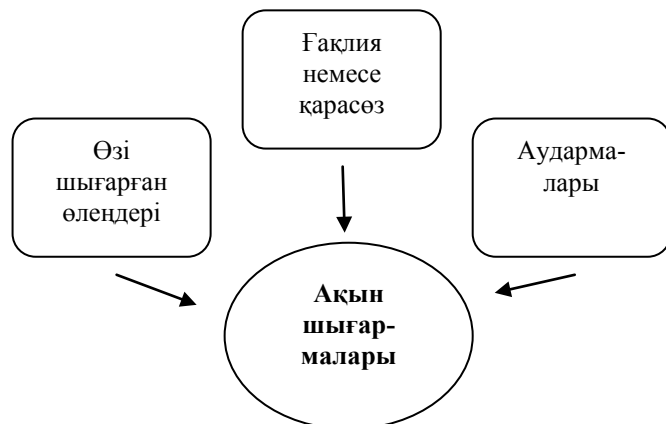 Ғақлия
немесе
қарасөз
Өзі
шығарған
өлеңдері
Аударма-
лары
Ақын
шығар-
малары